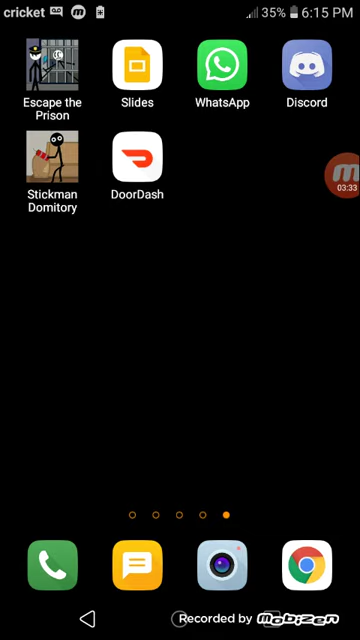 cricket 35% 6:15 PM
Escape the
Prison
Slides
WhatsApp
Discord
Stickman
Domitory
DoorDash
03:33
Recorded by Mobizen